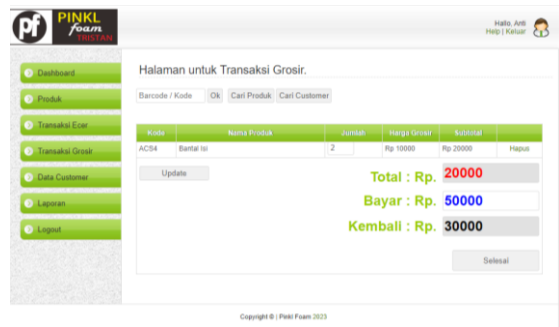 pf PINKL
foam
TRISTAN
Hallo, Anti
Help | Keluar
Dashboard
Produk
Transaksi Ecer
Transaksi Grosir
Data Customer
Laporan
Logout
Halaman untuk Transaksi Grosir.
Barcode / Kode Ok Cari Produk Cari Customer
Kode Nama Produk Jumlah Harga Grosir Subtotal
ACS4 Bantal Isi 2 Rp 10000 Rp 20000 Hapus
Update
Total : Rp. 20000
Bayar : Rp. 50000
Kembali : Rp. 30000
Selesai
Copyright © | Pinkl Foam 2023